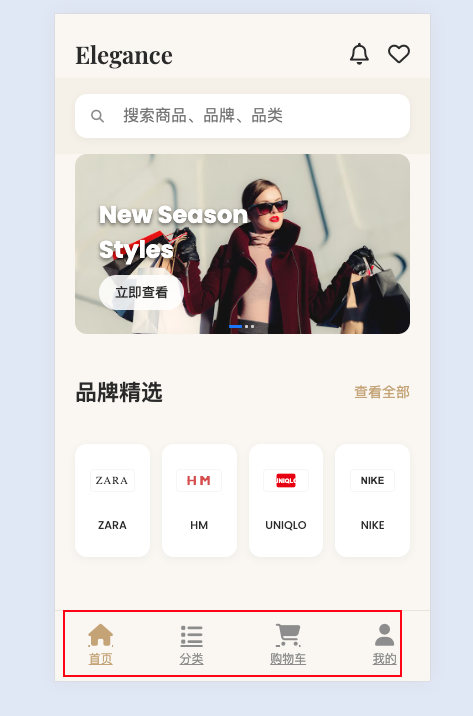 Elegance
搜索商品、品牌、品类
New Season
Styles
立即查看
品牌精选
查看全部
ZARA
HM
UNIQLO
NIKE
ZARA
HM
UNIQLO
NIKE
首页
分类
购物车
我的